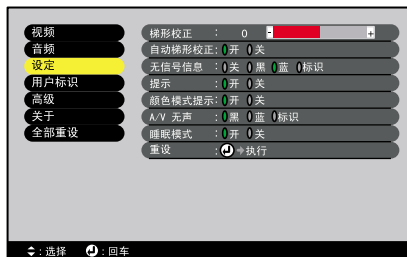 视频
音频
设定
用户标识
高级
关于
全部重设
梯形校正 : 0 - +
自动梯形校正: 开 关
无信号信息 : 关 黑 蓝 标识
提示 : 开 关
颜色模式提示: 开 关
A/V 无声 : 黑 蓝 标识
睡眠模式 : 开 关
重设 : 执行
: 选择 : 回车